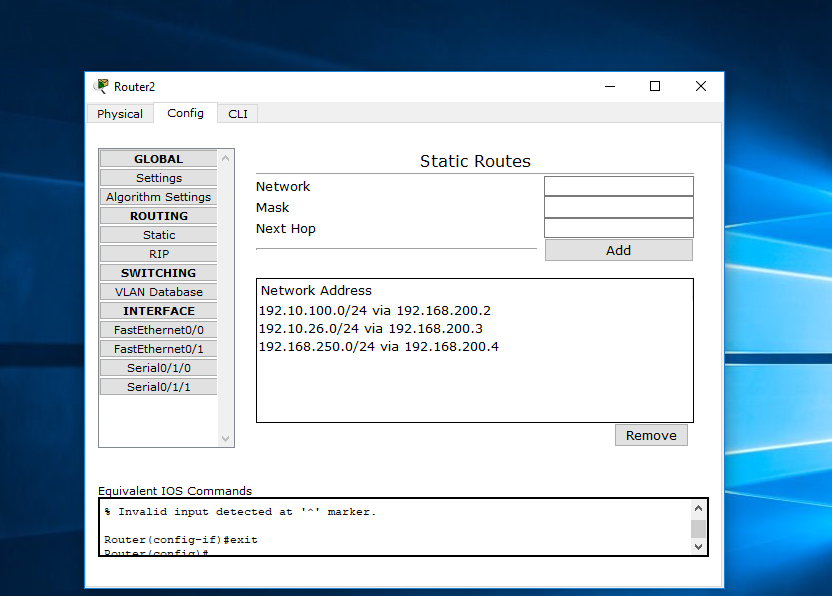 Router2
Physical Config CLI
GLOBAL
Settings
Algorithm Settings
ROUTING
Static
RIP
SWITCHING
VLAN Database
INTERFACE
FastEthernet0/0
FastEthernet0/1
Serial0/1/0
Serial0/1/1
Static Routes
Network
Mask
Next Hop
Add
Network Address
192.10.100.0/24 via 192.168.200.2
192.10.26.0/24 via 192.168.200.3
192.168.250.0/24 via 192.168.200.4
Remove
Equivalent IOS Commands
% Invalid input detected at '^' marker.
Router(config-if)#exit
Router(config)#